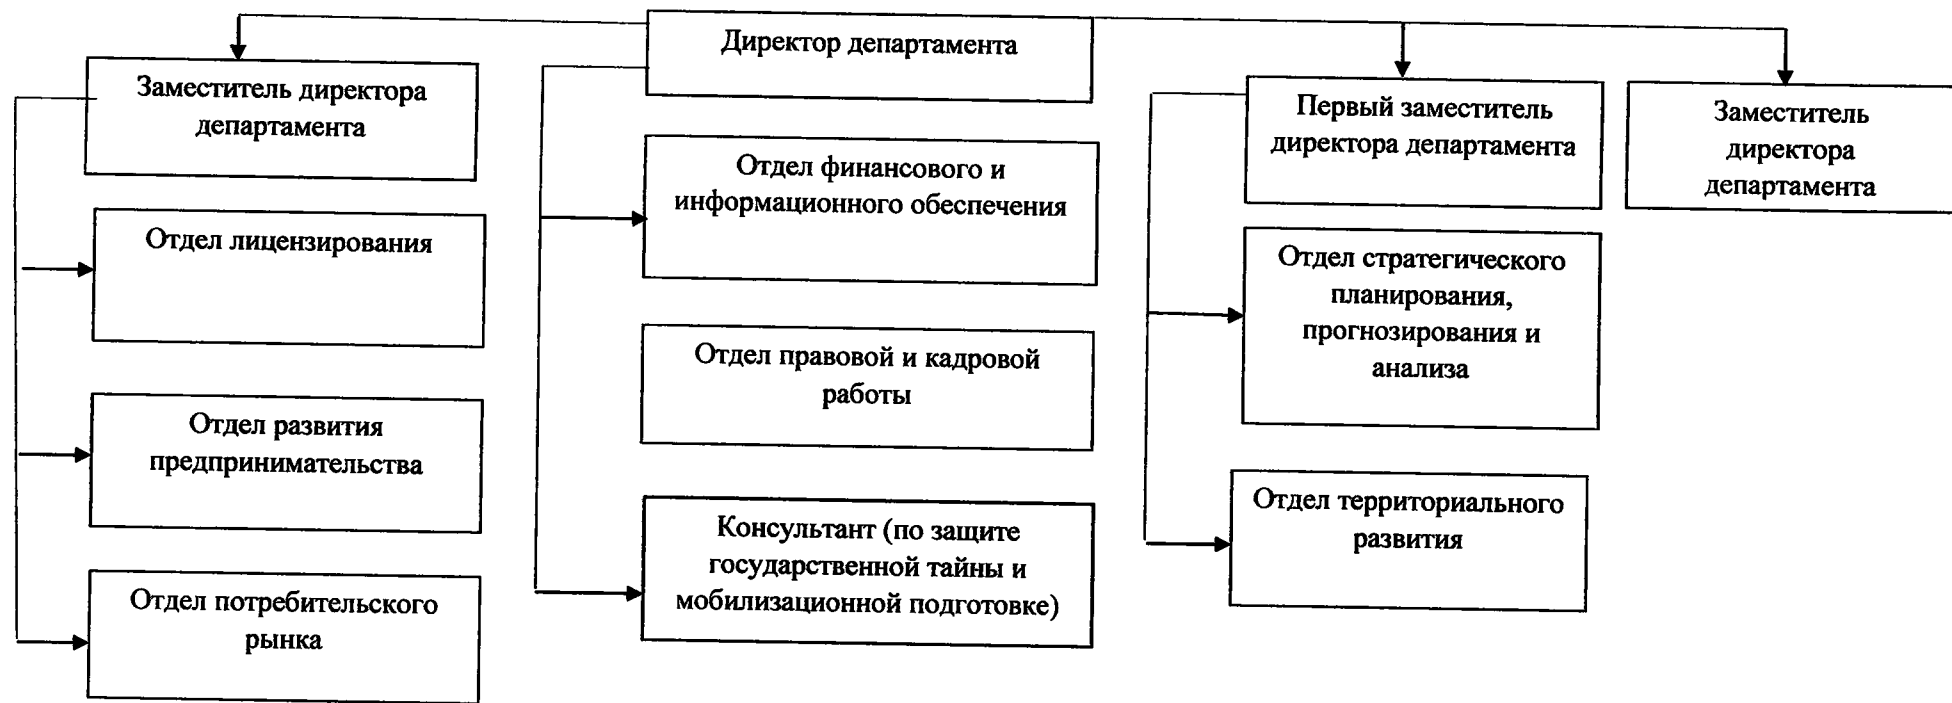 Директор департамента
Заместитель директора
департамента
Отдел лицензирования
Отдел развития
предпринимательства
Отдел потребительского
рынка
Отдел финансового и
информационного обеспечения
Отдел правовой и кадровой
работы
Консультант (по защите
государственной тайны и
мобилизационной подготовке)
Первый заместитель
директора департамента
Отдел стратегического
планирования,
прогнозирования и
анализа
Отдел территориального
развития
Заместитель
директора
департамента